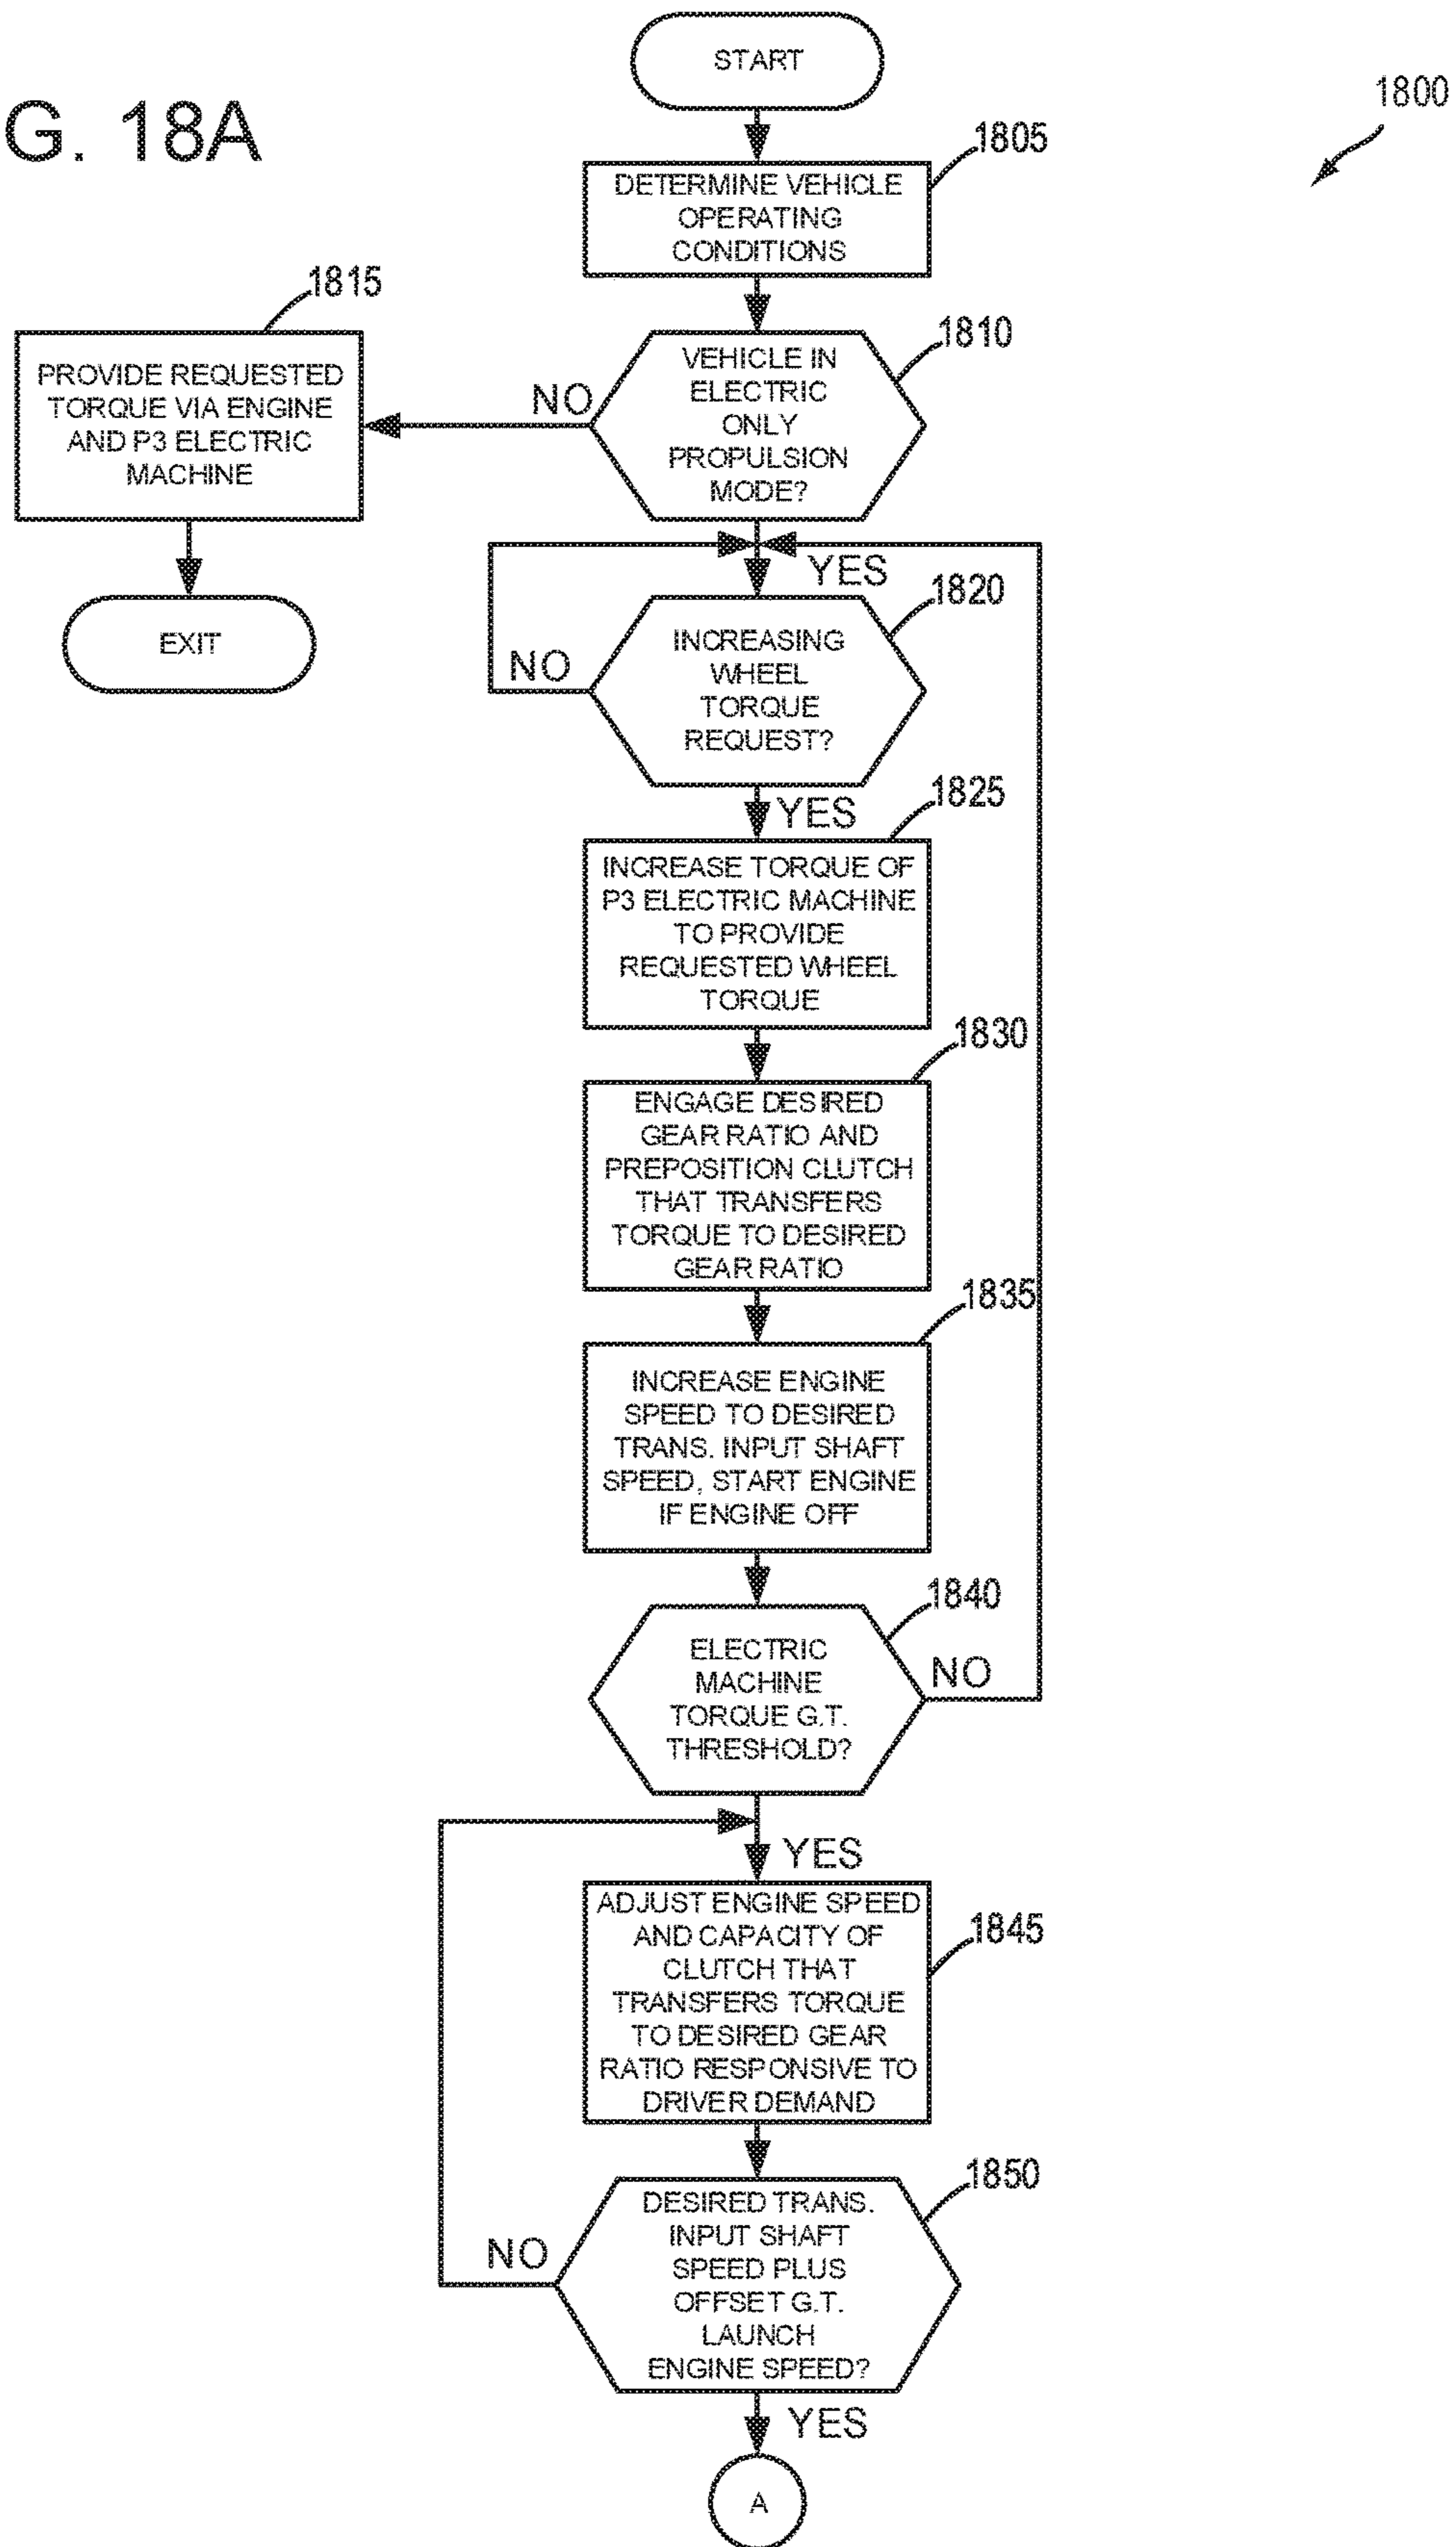 G. 18A
1800
START
1805
DETERMINE VEHICLE
OPERATING
CONDITIONS
1810
VEHICLE IN
ELECTRIC
ONLY
PROPULSION
MODE?
NO
1815
PROVIDE REQUESTED
TORQUE VIA ENGINE
AND P3 ELECTRIC
MACHINE
EXIT
YES
1820
INCREASING
WHEEL
TORQUE
REQUEST?
NO
YES
1825
INCREASE TORQUE OF
P3 ELECTRIC MACHINE
TO PROVIDE
REQUESTED WHEEL
TORQUE
1830
ENGAGE DESIRED
GEAR RATIO AND
PREPOSITION CLUTCH
THAT TRANSFERS
TORQUE TO DESIRED
GEAR RATIO
1835
INCREASE ENGINE
SPEED TO DESIRED
TRANS. INPUT SHAFT
SPEED, START ENGINE
IF ENGINE OFF
1840
ELECTRIC
MACHINE
TORQUE G.T.
THRESHOLD?
NO
YES
1845
ADJUST ENGINE SPEED
AND CAPACITY OF
CLUTCH THAT
TRANSFERS TORQUE
TO DESIRED GEAR
RATIO RESPONSIVE TO
DRIVER DEMAND
1850
DESIRED TRANS.
INPUT SHAFT
SPEED PLUS
OFFSET G.T.
LAUNCH
ENGINE SPEED?
NO
YES
A